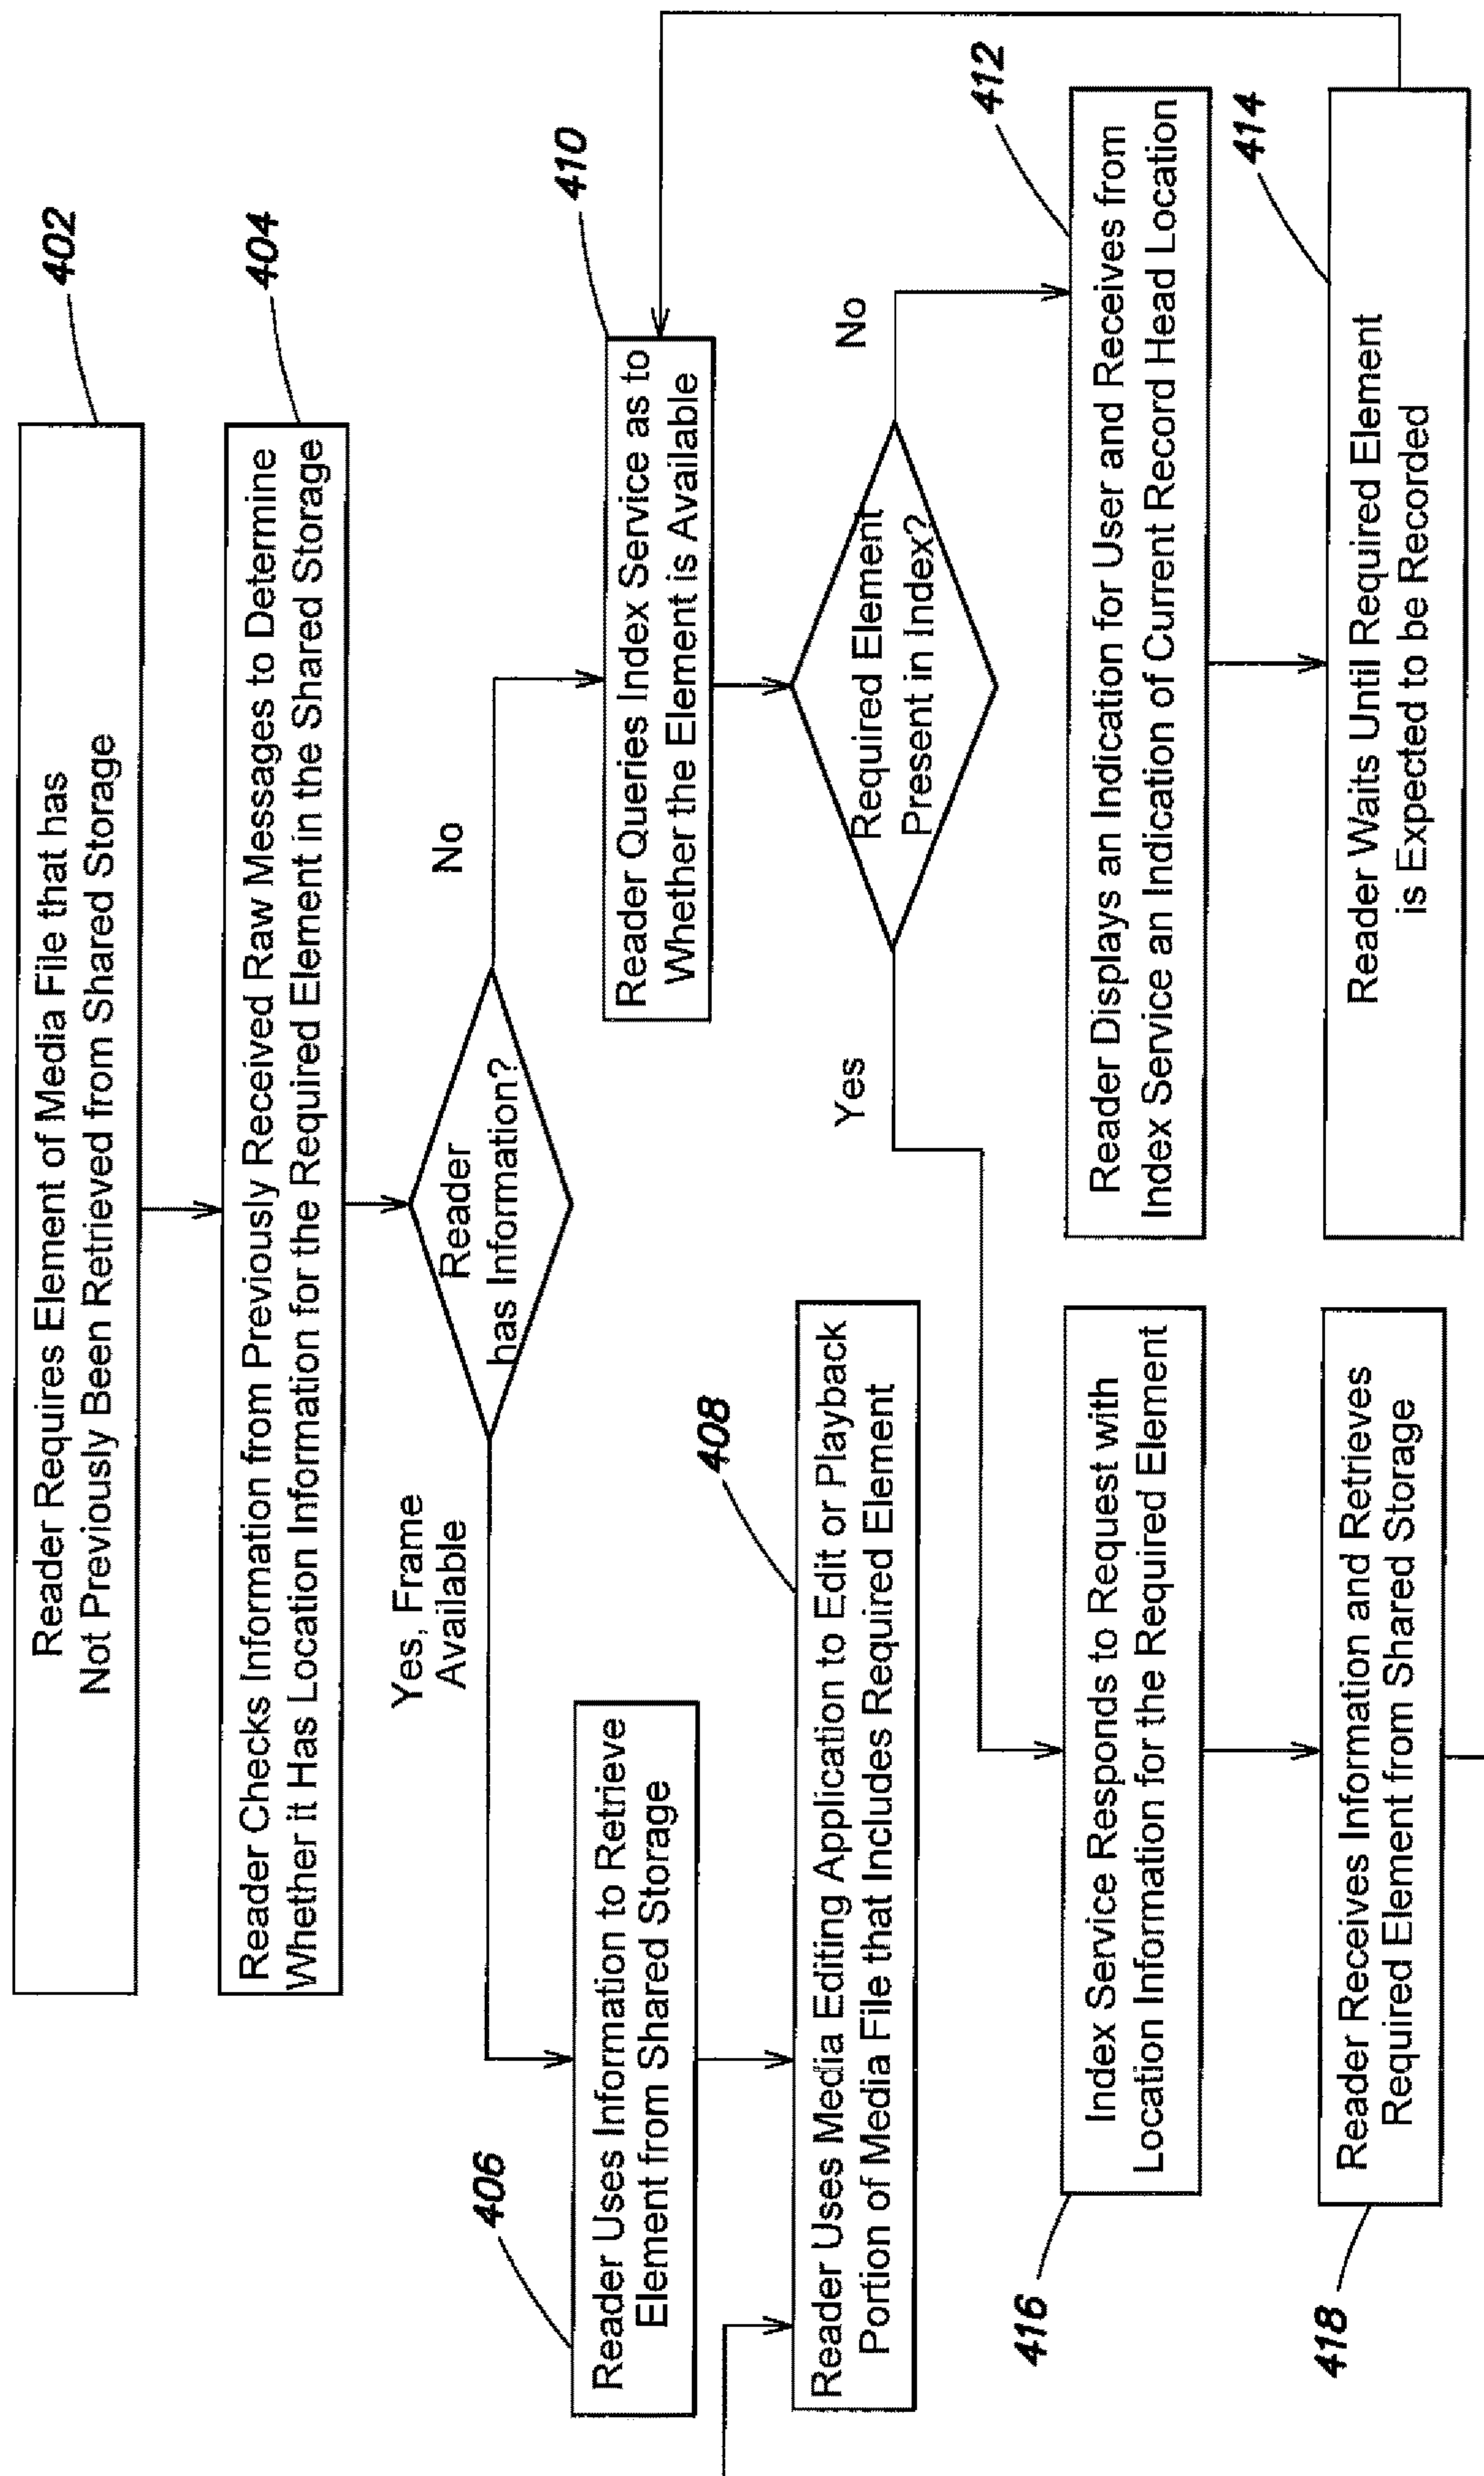 Reader Requires Element of Media File that has
Not Previously Been Retrieved from Shared Storage
402
Reader Checks Information from Previously Received Raw Messages to Determine
Whether it Has Location Information for the Required Element in the Shared Storage
404
Reader
has Information?
Yes, Frame
Available
No
406
Reader Uses Information to Retrieve
Element from Shared Storage
Reader Queries Index Service as to
Whether the Element is Available
410
408
Reader Uses Media Editing Application to Edit or Playback
Portion of Media File that Includes Required Element
Required Element
Present in Index?
Yes
No
416
Index Service Responds to Request with
Location Information for the Required Element
Reader Displays an Indication for User and Receives from
Index Service an Indication of Current Record Head Location
412
418
Reader Receives Information and Retrieves
Required Element from Shared Storage
Reader Waits Until Required Element
is Expected to be Recorded
414